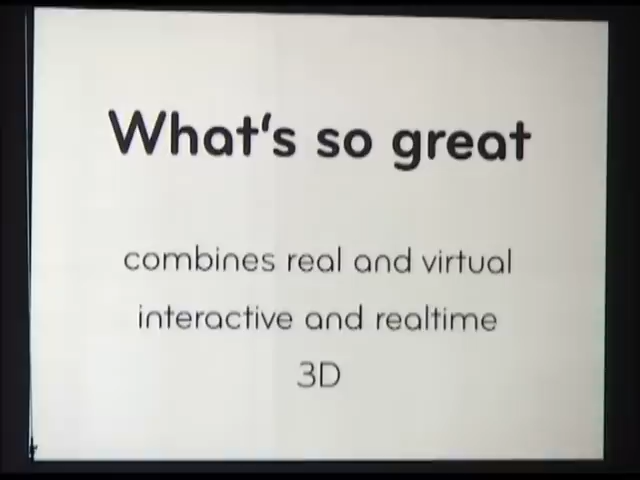 What‘s so great
combines real and virtual
interactive and realtime
3D